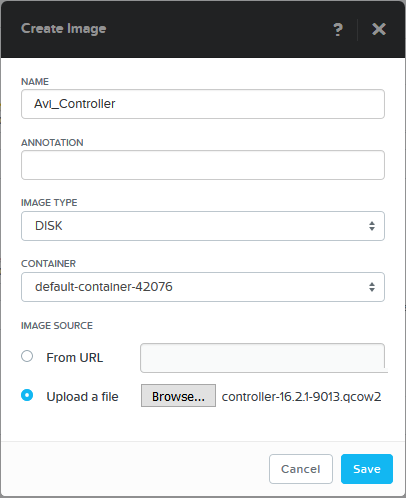 Create Image ?
NAME
Avi_Controller
ANNOTATION
IMAGE TYPE
DISK
CONTAINER
default-container-42076
IMAGE SOURCE
From URL
Upload a file Browse... controller-16.2.1-9013.qcow2
Cancel Save